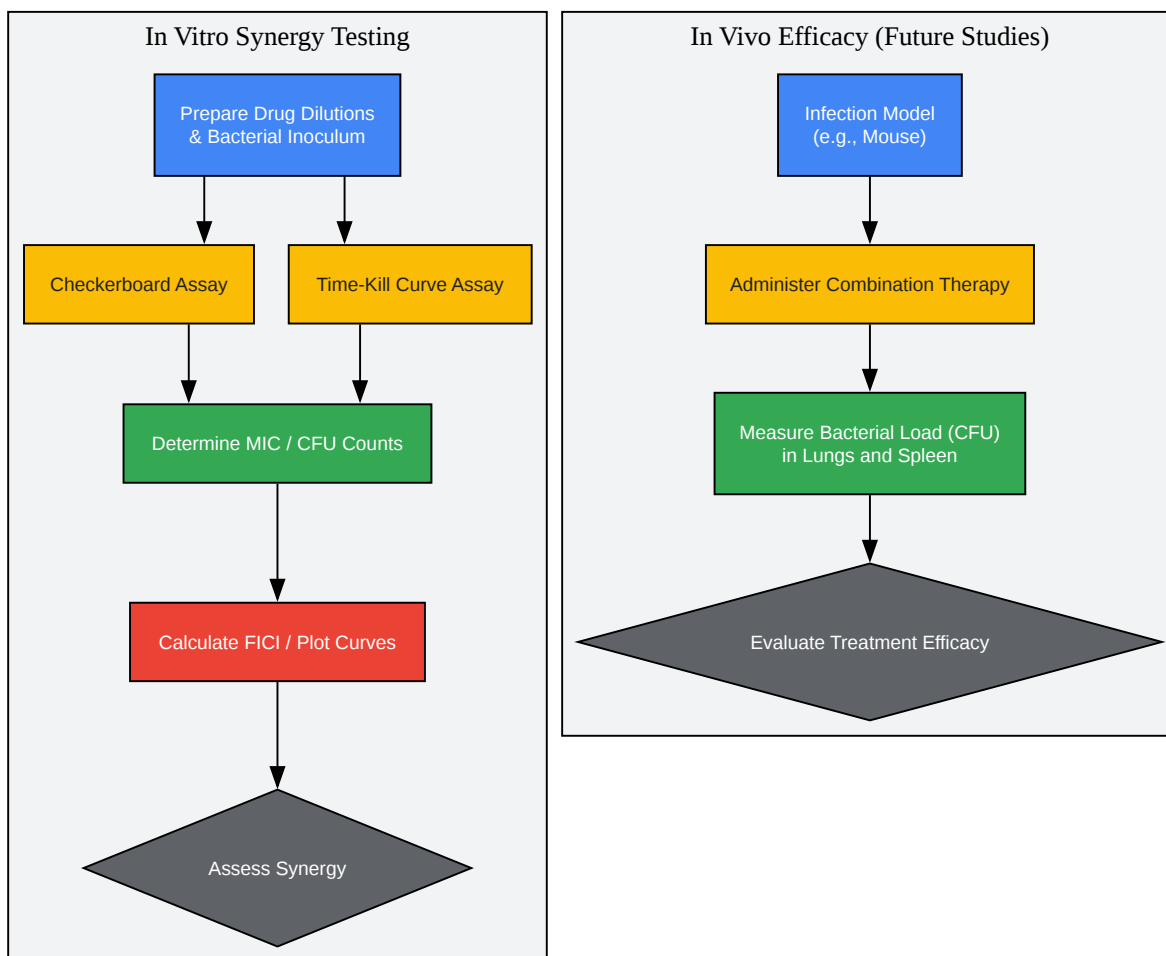 In Vitro Synergy Testing
Prepare Drug Dilutions
& Bacterial Inoculum
Checkerboard Assay
Time-Kill Curve Assay
Determine MIC / CFU Counts
Calculate FICI / Plot Curves
Assess Synergy
In Vivo Efficacy (Future Studies)
Infection Model
(e.g., Mouse)
Administer Combination Therapy
Measure Bacterial Load (CFU)
in Lungs and Spleen
Evaluate Treatment Efficacy